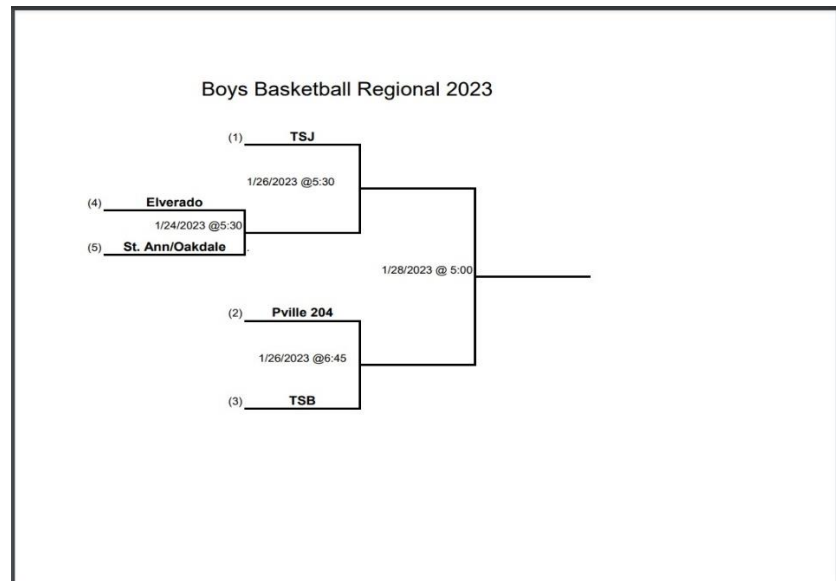 Boys Basketball Regional 2023
(1) TSJ
1/26/2023 @5:30
(4) Elverado
1/24/2023 @5:30
(5) St. Ann/Oakdale
1/28/2023 @ 5:00
(2) Pville 204
1/26/2023 @6:45
(3) TSB